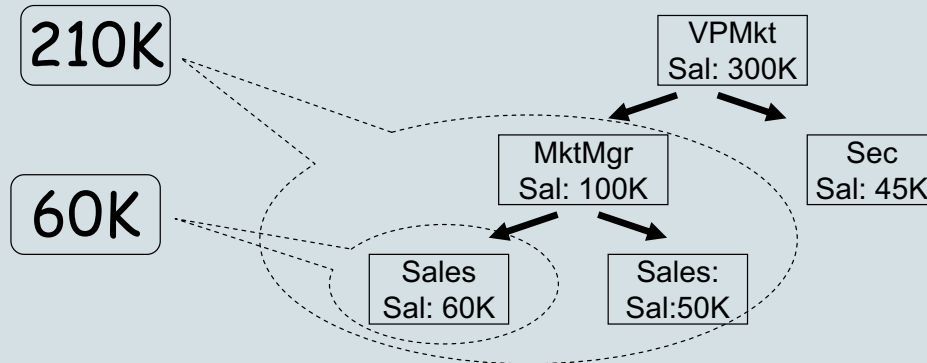 210K
VPMkt
Sal: 300K
MktMgr
Sal: 100K
Sec
Sal: 45K
60K
Sales
Sal: 60K
Sales:
Sal:50K